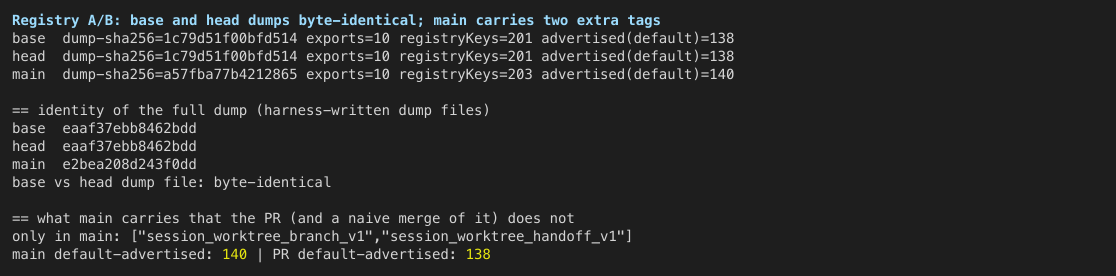 Registry A/B: base and head dumps byte-identical; main carries two extra tags
base  dump-sha256=1c79d51f00bfd514 exports=10 registryKeys=201 advertised(default)=138
head  dump-sha256=1c79d51f00bfd514 exports=10 registryKeys=201 advertised(default)=138
main  dump-sha256=a57fba77b4212865 exports=10 registryKeys=203 advertised(default)=140
== identity of the full dump (harness-written dump files)
base  eaaf37ebb8462bdd
head  eaaf37ebb8462bdd
main  e2bea208d243f0dd
base vs head dump file: byte-identical
== what main carries that the PR (and a naive merge of it) does not
only in main: ["session_worktree_branch_v1","session_worktree_handoff_v1"]
main default-advertised: 140 | PR default-advertised: 138